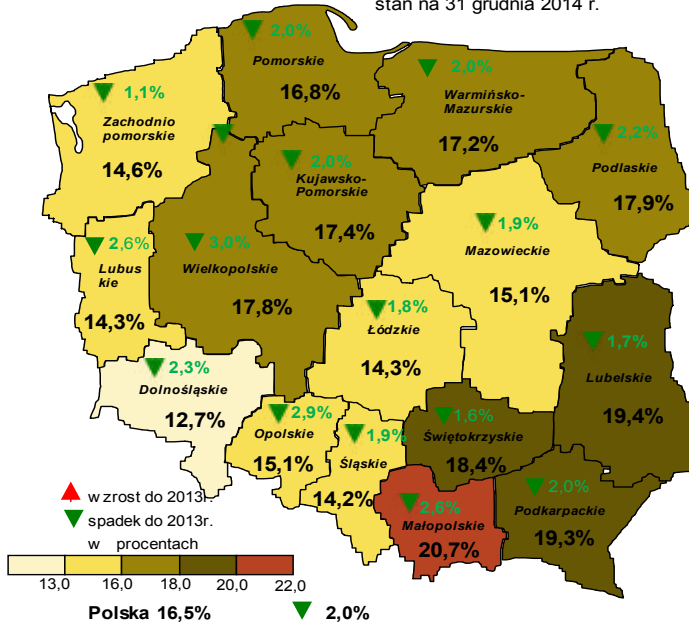 stan na 31 grudnia 2014 r.
2,0%
Pomorskie
16,8%
2,0%
Warmińsko-
Mazurskie
17,2%
1,1%
Zachodnio
pomorskie
14,6%
2,2%
Podlaskie
17,9%
2,0%
Kujawsko-
Pomorskie
17,4%
1,9%
Mazowieckie
15,1%
2,6%
Lubus
kie
14,3%
3,0%
Wielkopolskie
17,8%
1,8%
Łódzkie
14,3%
1,7%
Lubelskie
19,4%
2,3%
Dolnośląskie
12,7%
2,9%
Opolskie
15,1%
1,9%
Śląskie
14,2%
1,6%
Świętokrzyskie
18,4%
2,6%
Małopolskie
20,7%
2,0%
Podkarpackie
19,3%
wzrost do 2013r.
spadek do 2013r.
w procentach
13,0 16,0 18,0 20,0 22,0
Polska 16,5% 2,0%